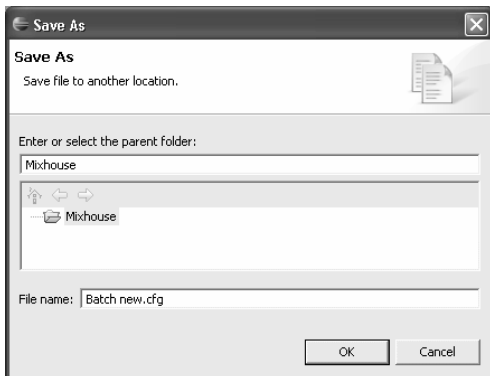 Save As
Save As
Save file to another location.
Enter or select the parent folder:
Mixhouse
Mixhouse
File name: Batch new.cfg
OK Cancel